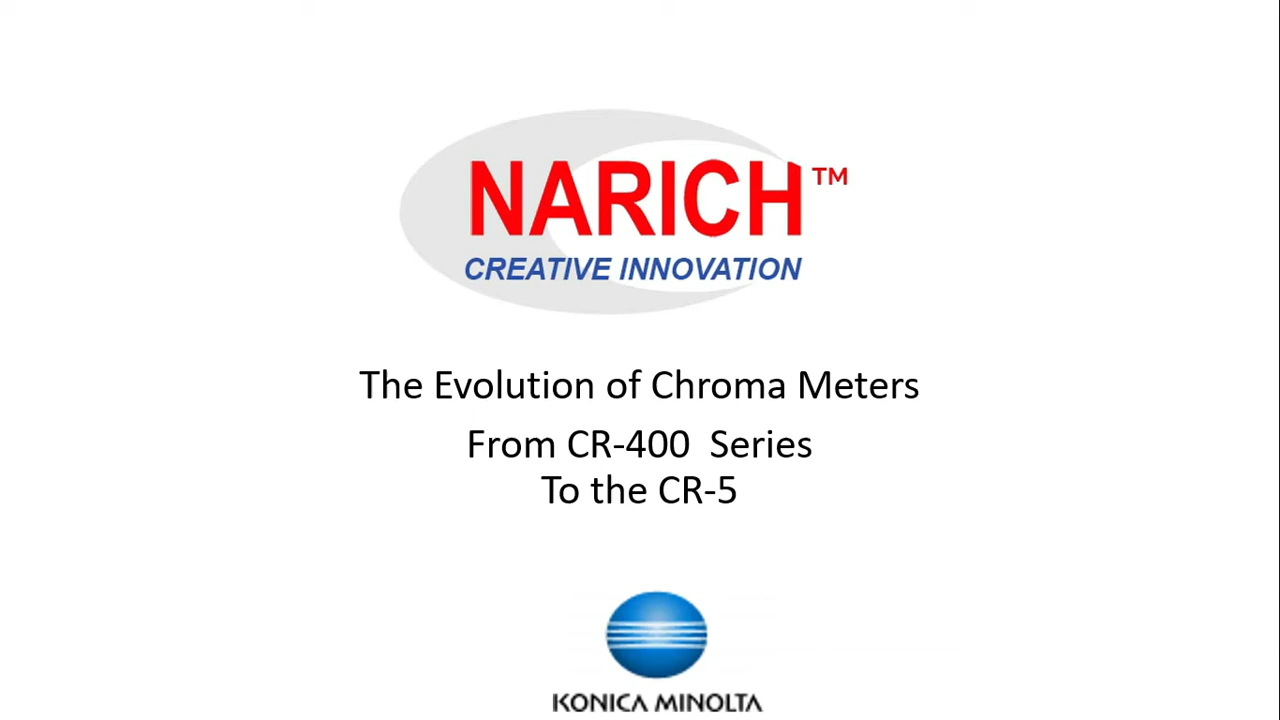 NARICH™
CREATIVE INNOVATION
The Evolution of Chroma Meters
From CR-400  Series
To the CR-5
KONICA MINOLTA